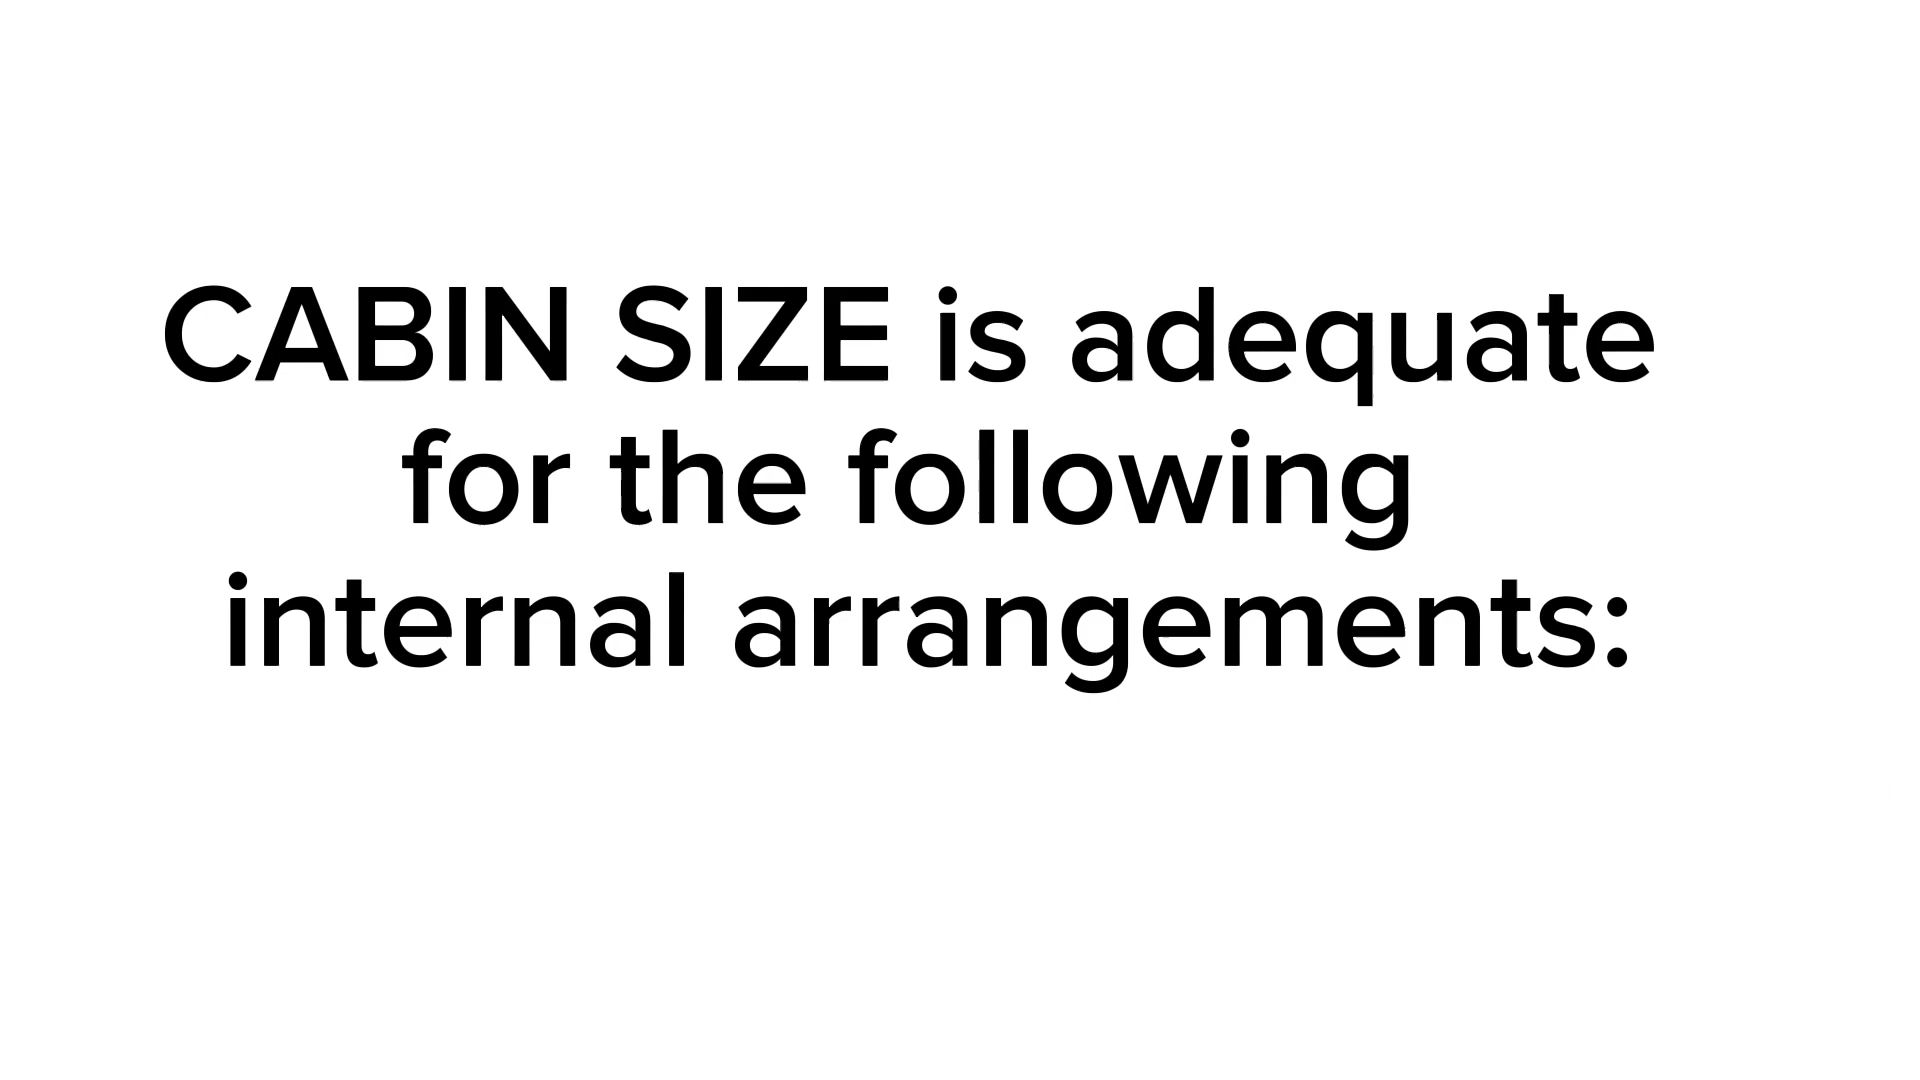 CABIN SIZE is adequate
for the following
internal arrangements: